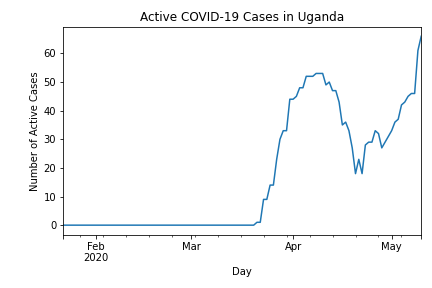 Active COVID-19 Cases in Uganda
Number of Active Cases
60
50
40
30
20
10
0
Feb
2020
Mar
Apr
May
Day